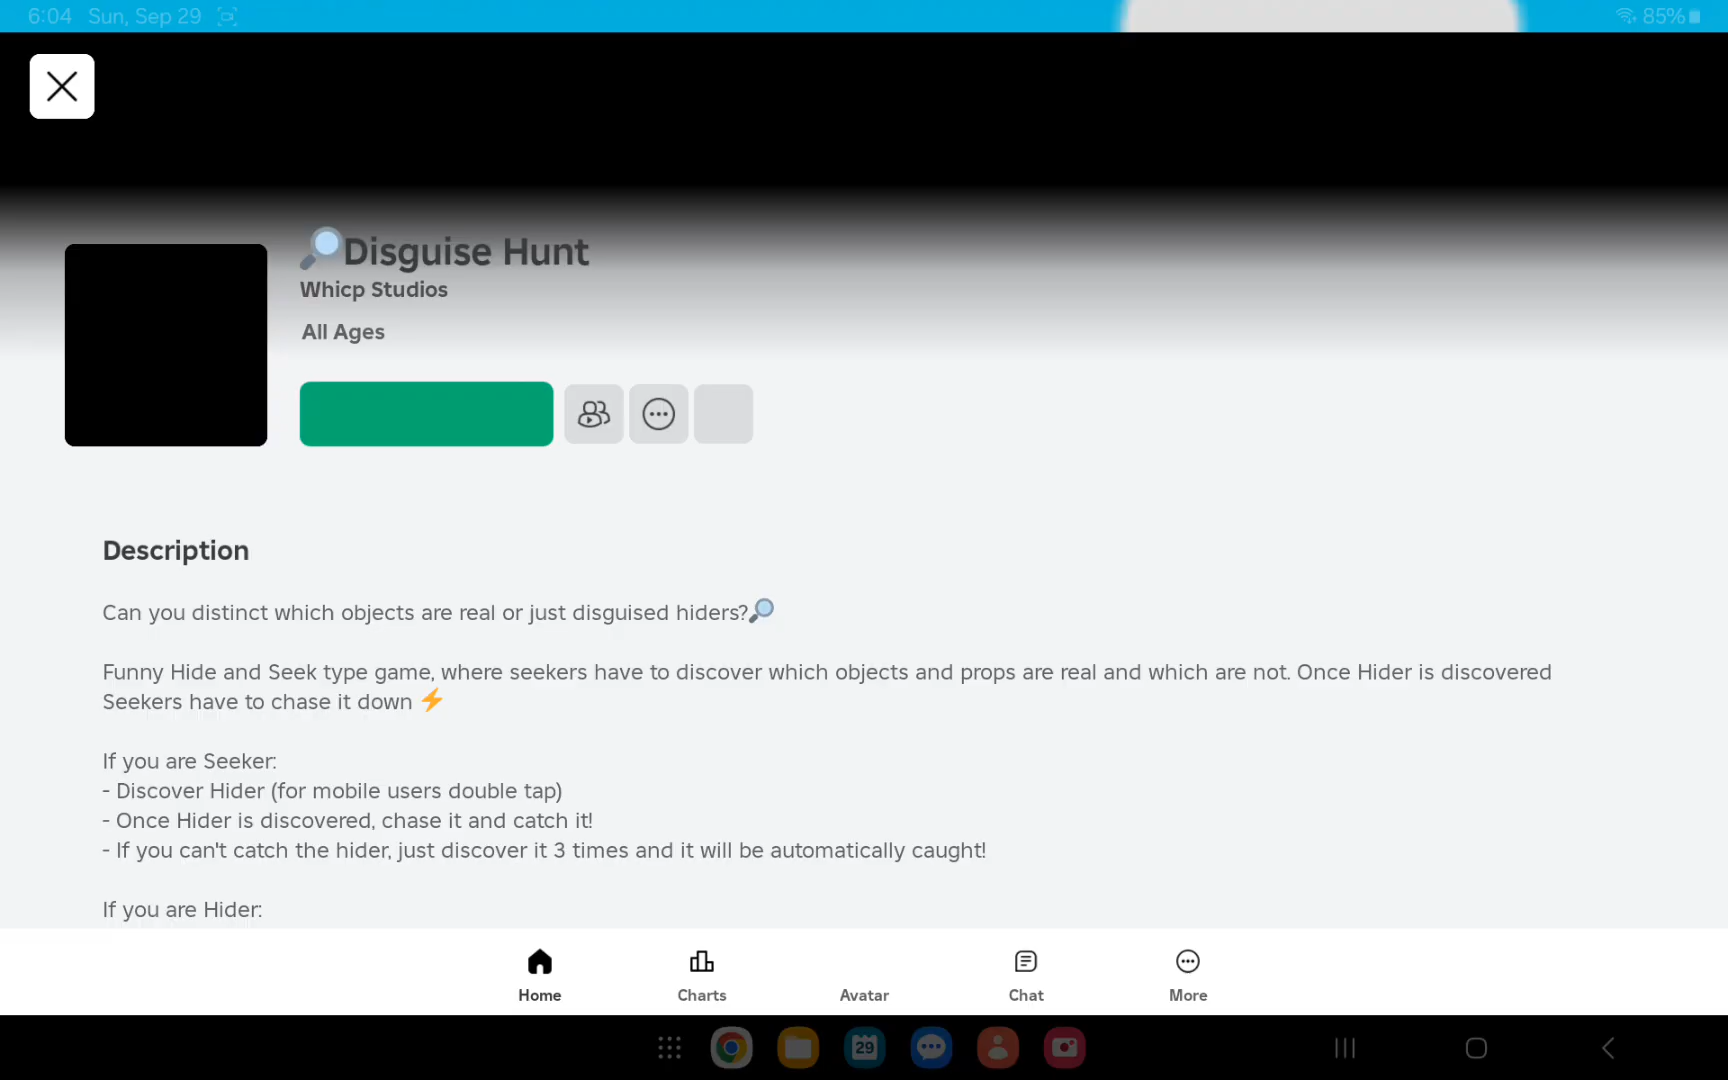 6:04 Sun, Sep 29 85%
🔎Disguise Hunt
Whicp Studios
All Ages
Description
Can you distinct which objects are real or just disguised hiders?🔎
Funny Hide and Seek type game, where seekers have to discover which objects and props are real and which are not. Once Hider is discovered
Seekers have to chase it down ⚡
If you are Seeker:
- Discover Hider (for mobile users double tap)
- Once Hider is discovered, chase it and catch it!
- If you can't catch the hider, just discover it 3 times and it will be automatically caught!
If you are Hider:
Home Charts Avatar Chat More
29